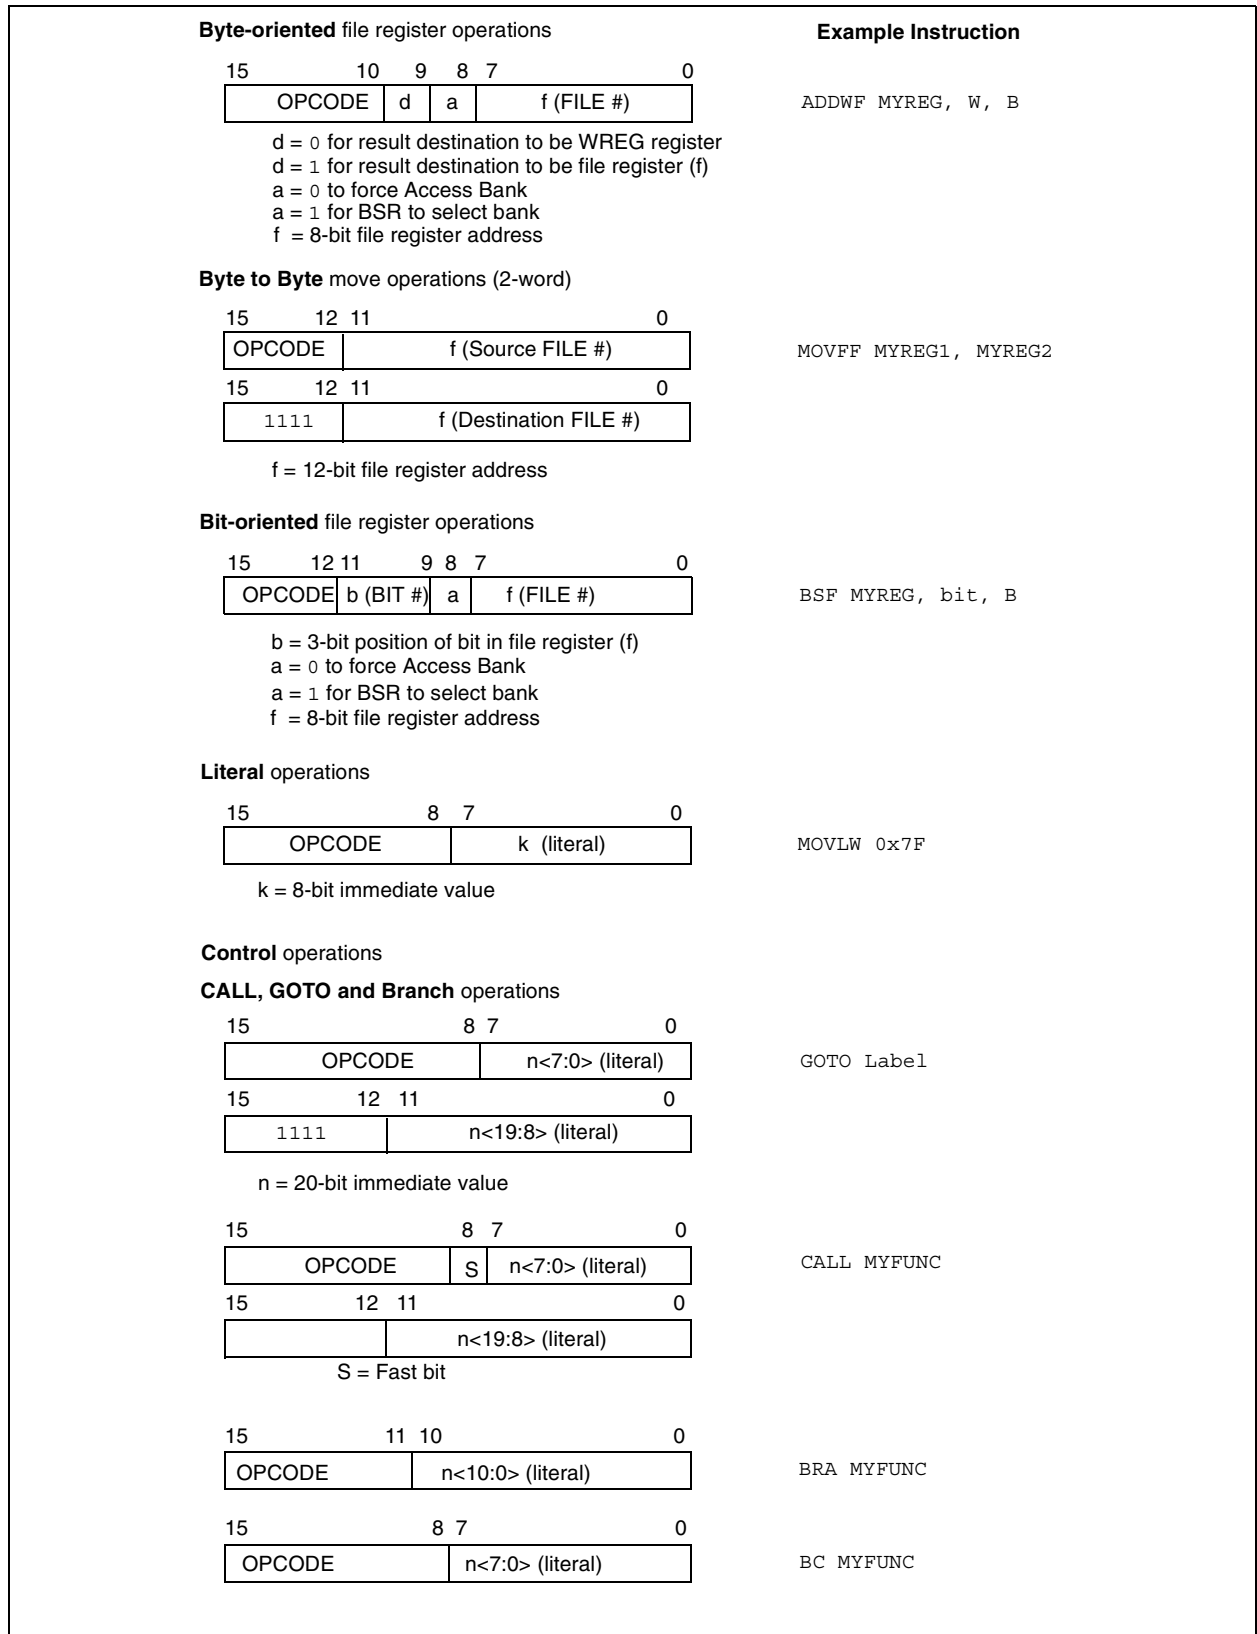 Byte-oriented file register operations    Example Instruction
15 10 9 8 7 0
OPCODE d a f (FILE #)    ADDWF MYREG, W, B
d = 0 for result destination to be WREG register
d = 1 for result destination to be file register (f)
a = 0 to force Access Bank
a = 1 for BSR to select bank
f = 8-bit file register address
Byte to Byte move operations (2-word)
15 12 11 0
OPCODE f (Source FILE #)    MOVFF MYREG1, MYREG2
15 12 11 0
1111 f (Destination FILE #)
f = 12-bit file register address
Bit-oriented file register operations
15 12 11 9 8 7 0
OPCODE b (BIT #) a f (FILE #)    BSF MYREG, bit, B
b = 3-bit position of bit in file register (f)
a = 0 to force Access Bank
a = 1 for BSR to select bank
f = 8-bit file register address
Literal operations
15 8 7 0
OPCODE k (literal)    MOVLW 0x7F
k = 8-bit immediate value
Control operations
CALL, GOTO and Branch operations
15 8 7 0
OPCODE n<7:0> (literal)    GOTO Label
15 12 11 0
1111 n<19:8> (literal)
n = 20-bit immediate value
15 8 7 0
OPCODE S n<7:0> (literal)    CALL MYFUNC
15 12 11 0
n<19:8> (literal)
S = Fast bit
15 11 10 0
OPCODE n<10:0> (literal)    BRA MYFUNC
15 8 7 0
OPCODE n<7:0> (literal)    BC MYFUNC